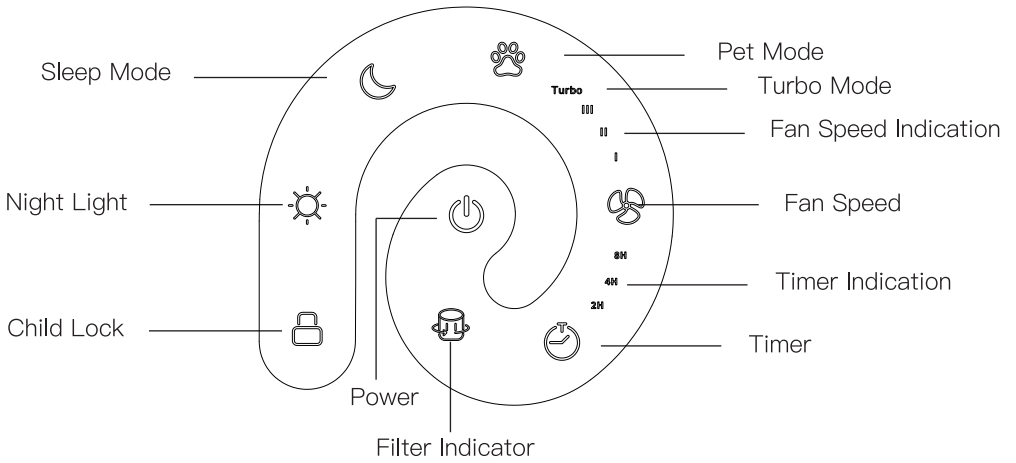 Pet Mode
Sleep Mode
Turbo
Turbo Mode
III
II
Fan Speed Indication
I
Night Light
Fan Speed
8H
4H
Timer Indication
2H
Child Lock
T
Timer
Power
Filter Indicator